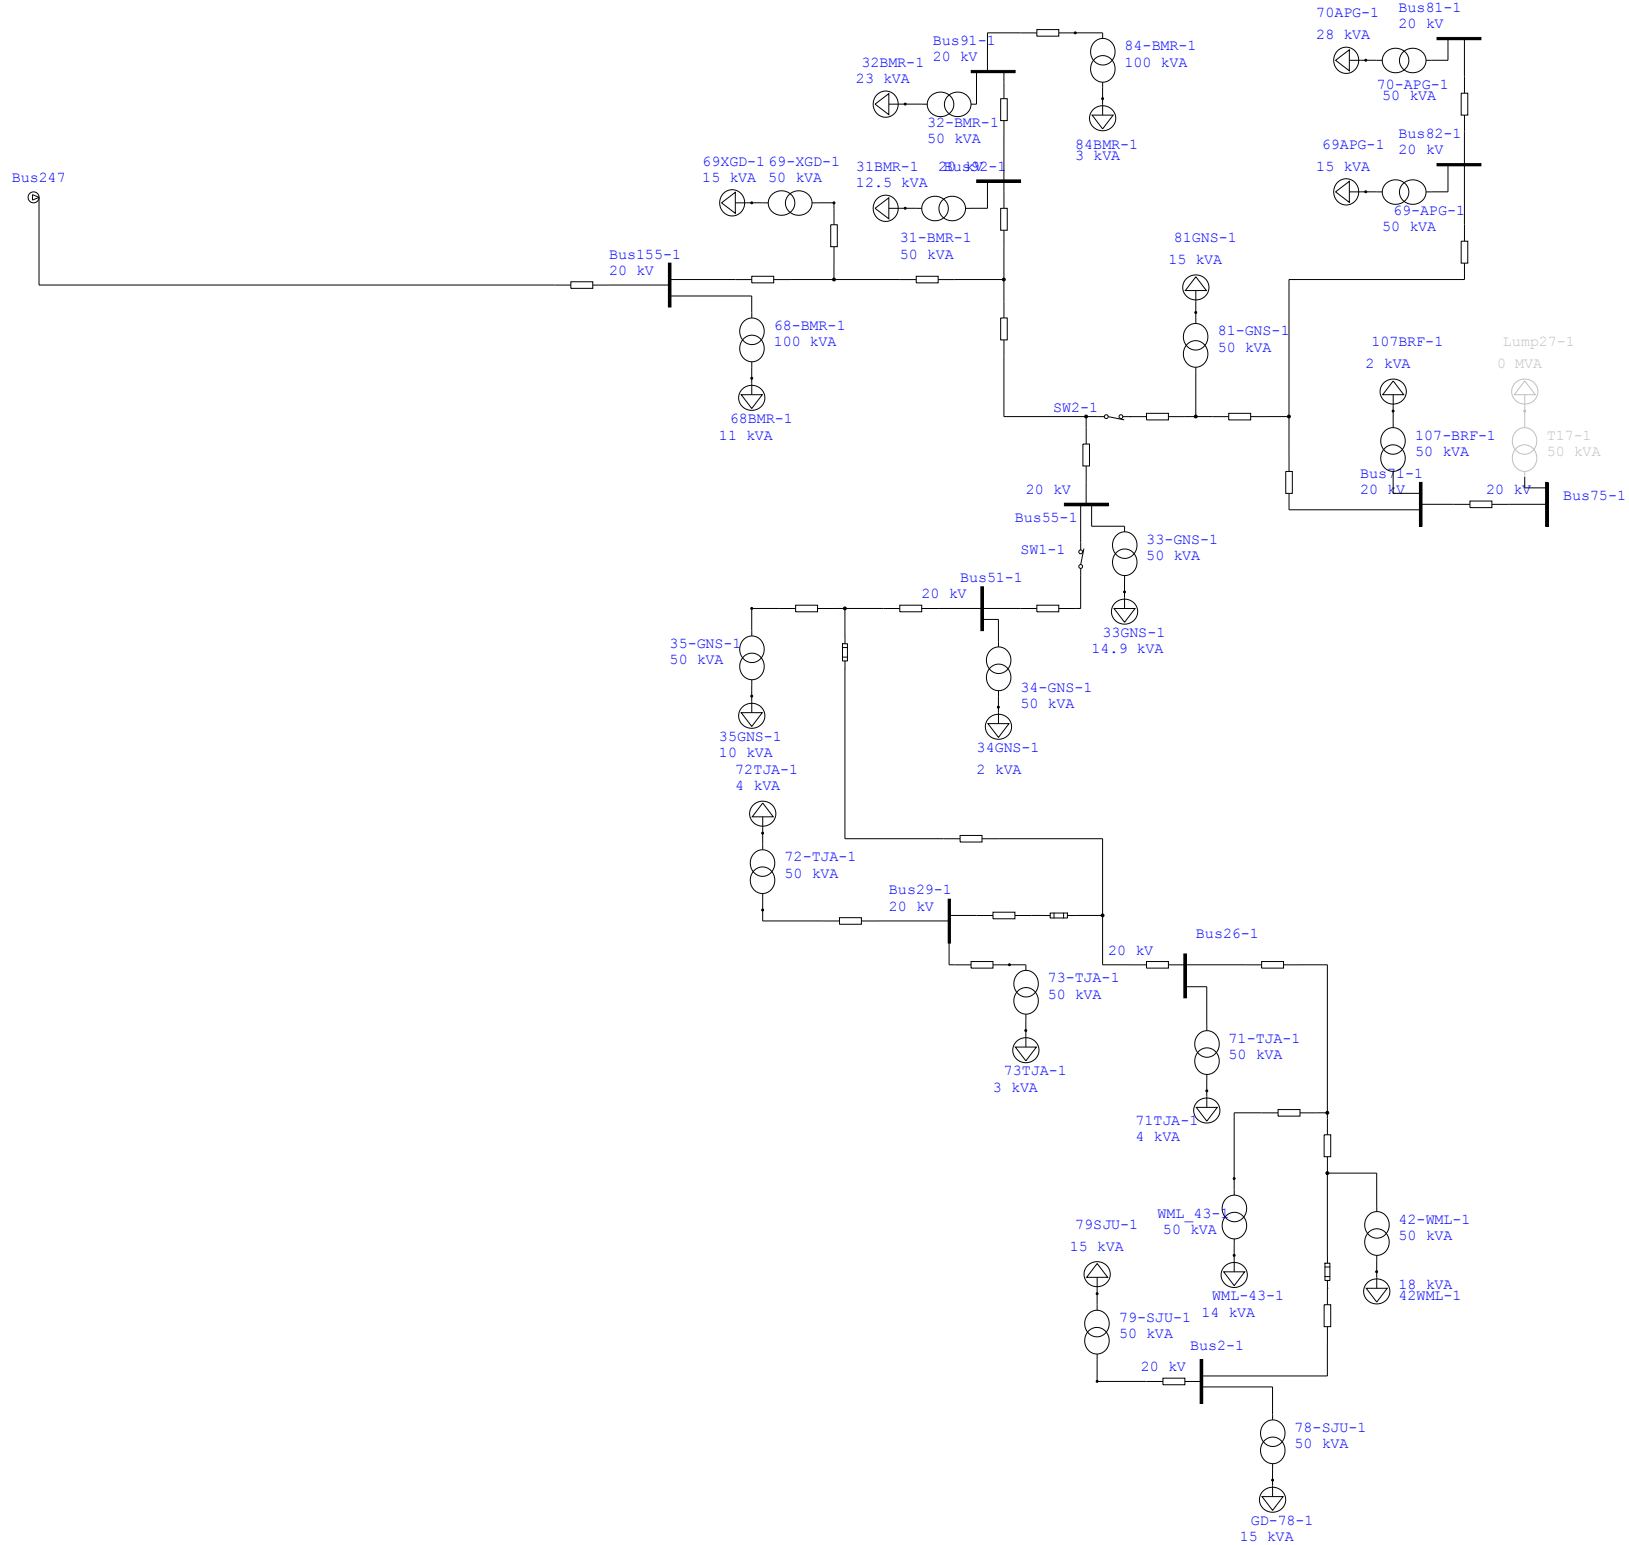 70APG-1
28 kVA
Bus81-1
20 kV
70-APG-1
50 kVA
Bus91-1
20 kV
84-BMR-1
100 kVA
32BMR-1
23 kVA
32-BMR-1
50 kVA
84BMR-1
3 kVA
Bus82-1
20 kV
69APG-1
15 kVA
69-APG-1
50 kVA
Bus247
69XGD-1
15 kVA
69-XGD-1
50 kVA
31BMR-1
12.5 kVA
20 kV
Bus92-1
31-BMR-1
50 kVA
Bus155-1
20 kV
81GNS-1
15 kVA
68-BMR-1
100 kVA
81-GNS-1
50 kVA
107BRF-1
2 kVA
Lump27-1
0 MVA
68BMR-1
11 kVA
SW2-1
107-BRF-1
50 kVA
T17-1
50 kVA
Bus71-1
20 kV
20 kV
Bus75-1
20 kV
Bus55-1
SW1-1
33-GNS-1
50 kVA
Bus51-1
20 kV
33GNS-1
14.9 kVA
35-GNS-1
50 kVA
34-GNS-1
50 kVA
35GNS-1
10 kVA
34GNS-1
2 kVA
72TJA-1
4 kVA
72-TJA-1
50 kVA
Bus29-1
20 kV
Bus26-1
20 kV
73-TJA-1
50 kVA
73TJA-1
3 kVA
71-TJA-1
50 kVA
71TJA-1
4 kVA
79SJU-1
15 kVA
WML_43-1
50 kVA
42-WML-1
50 kVA
18 kVA
42WML-1
WML-43-1
14 kVA
79-SJU-1
50 kVA
Bus2-1
20 kV
78-SJU-1
50 kVA
GD-78-1
15 kVA